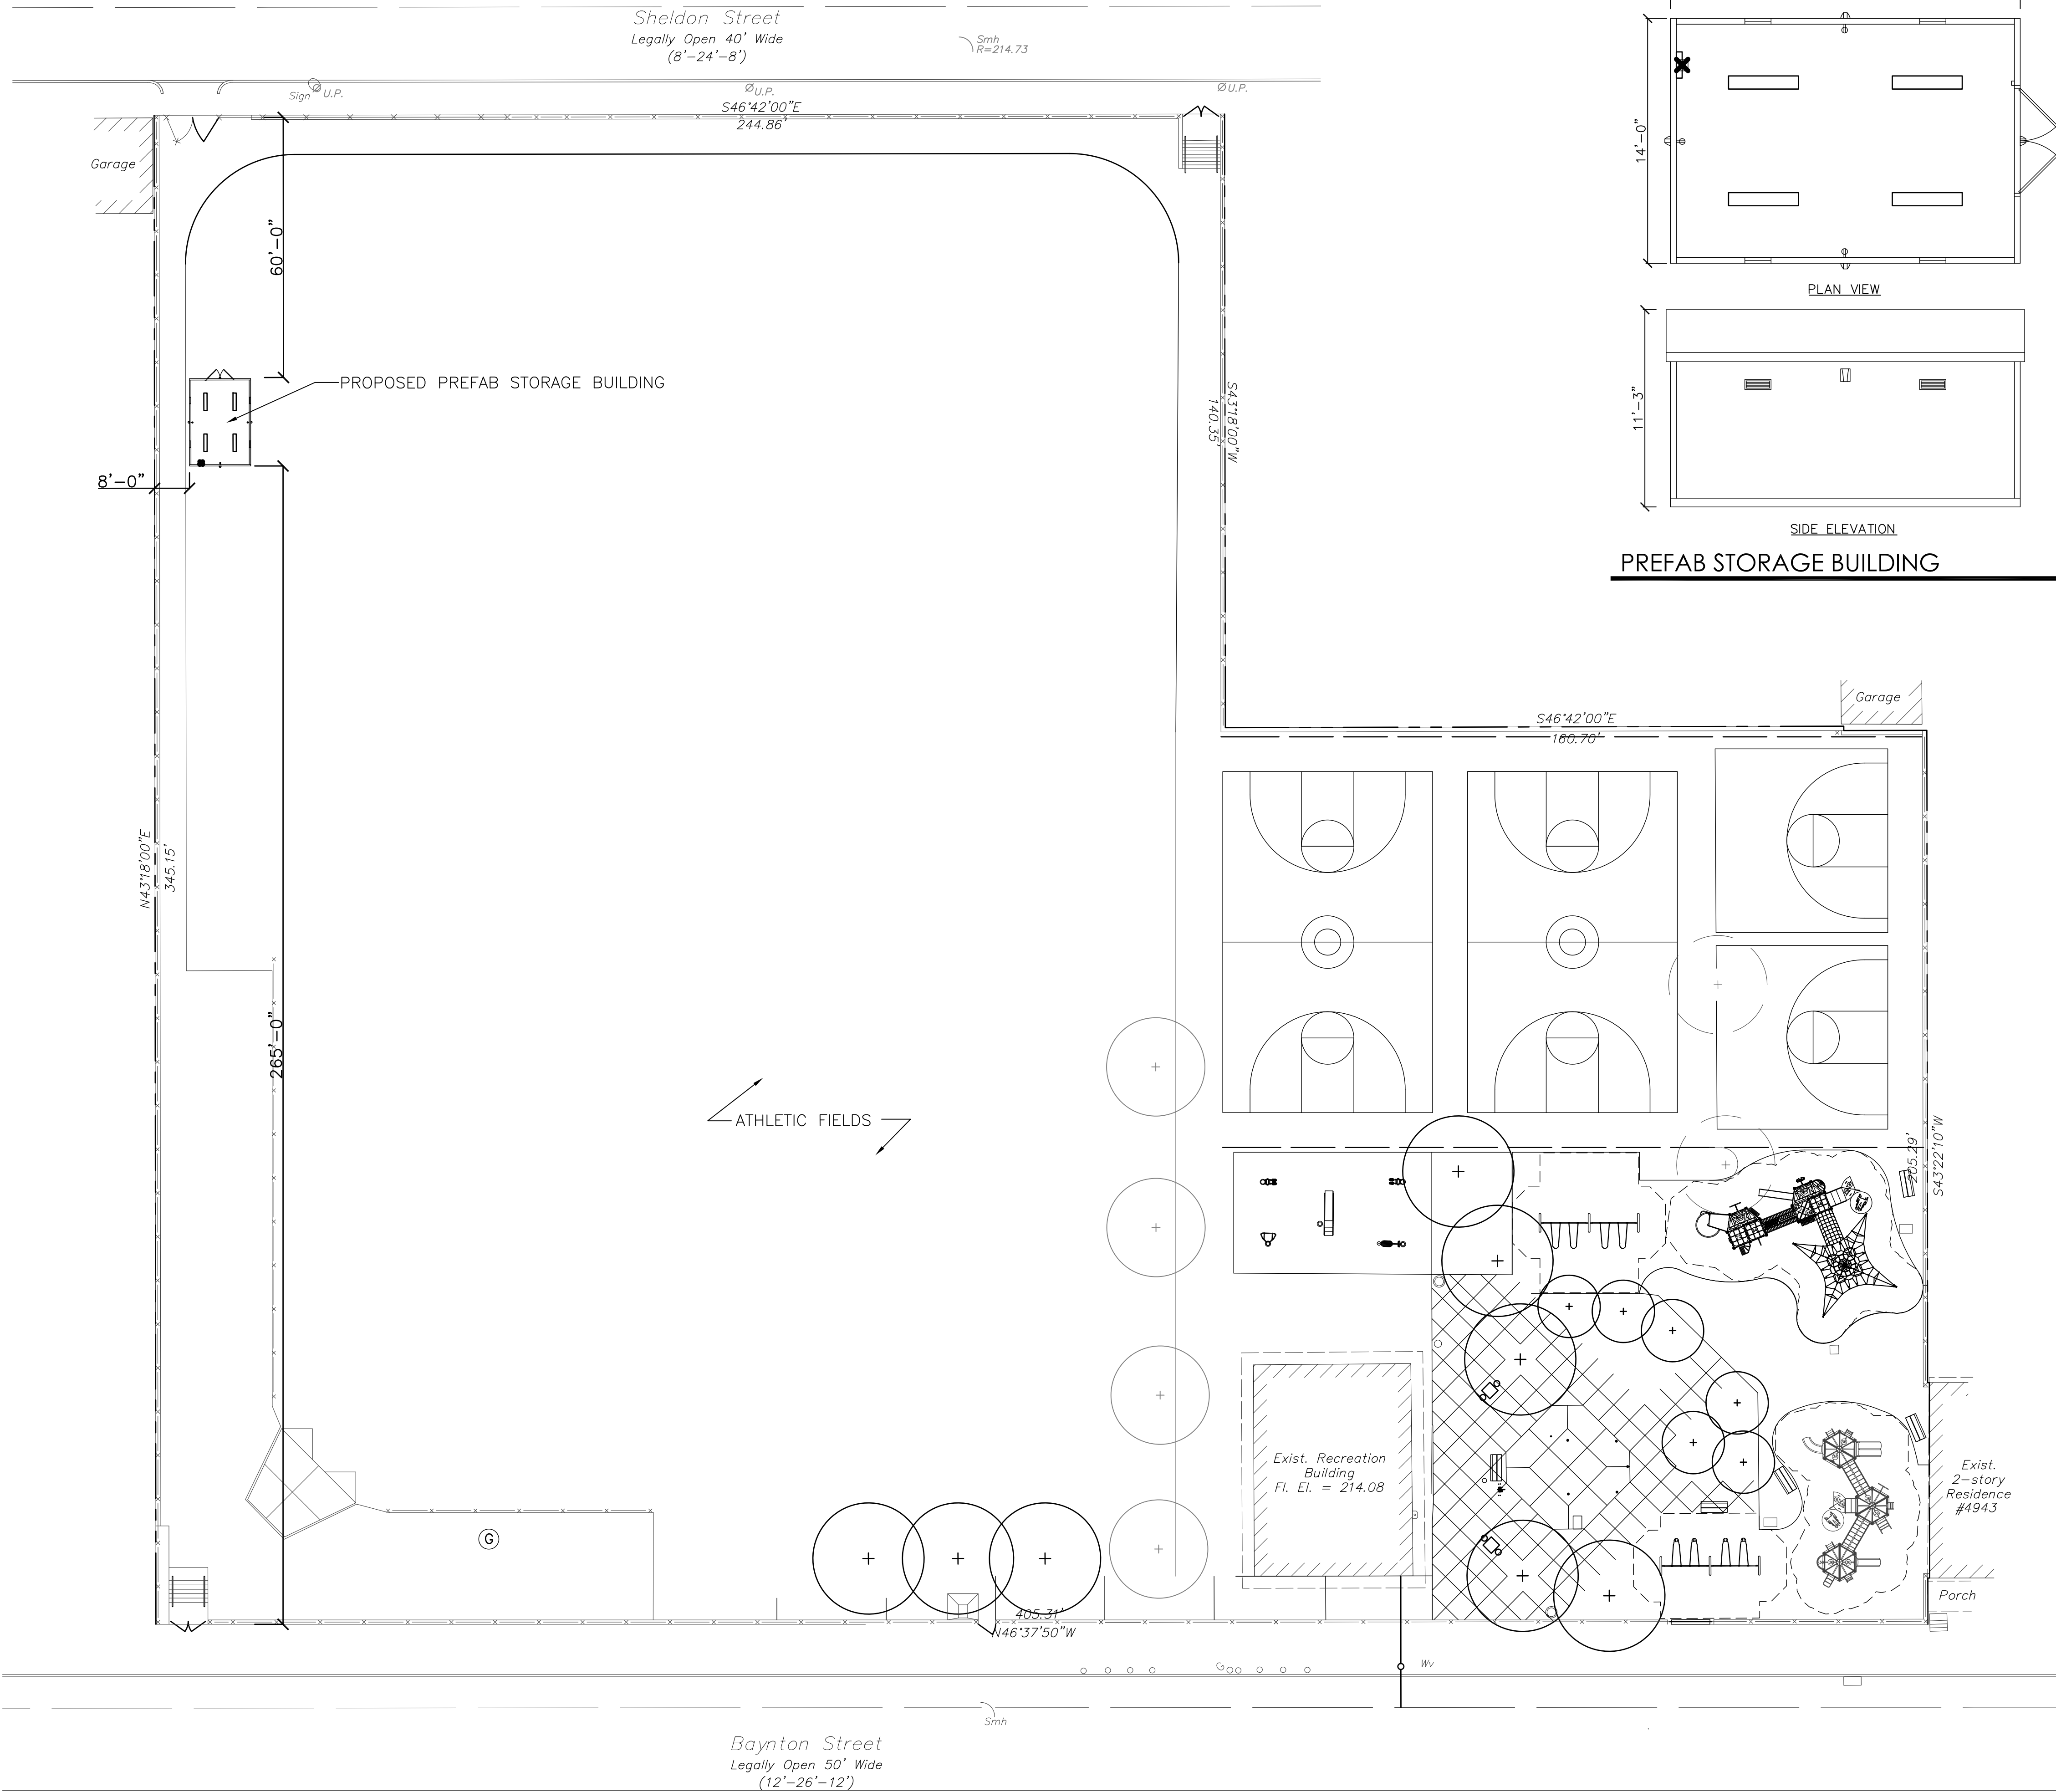 Sheldon Street
Legally Open 40' Wide
(8'-24'-8')
Smh
R=214.73
Sign
U.P.
U.P.
U.P.
S46°42'00"E
244.86'
Garage
60'-0"
PROPOSED PREFAB STORAGE BUILDING
8'-0"
S43°18'00"W
140.35'
14'-0"
PLAN VIEW
11'-3"
SIDE ELEVATION
PREFAB STORAGE BUILDING
Garage
S46°42'00"E
160.70'
N43°18'00"E
345.15'
265'-0"
ATHLETIC FIELDS
205.29'
S43°22'10"W
Exist. Recreation
Building
Fl. El. = 214.08
Exist.
2-story
Residence
#4943
Porch
G
405.31'
N46°37'50"W
G
Wv
Smh
Baynton Street
Legally Open 50' Wide
(12'-26'-12')